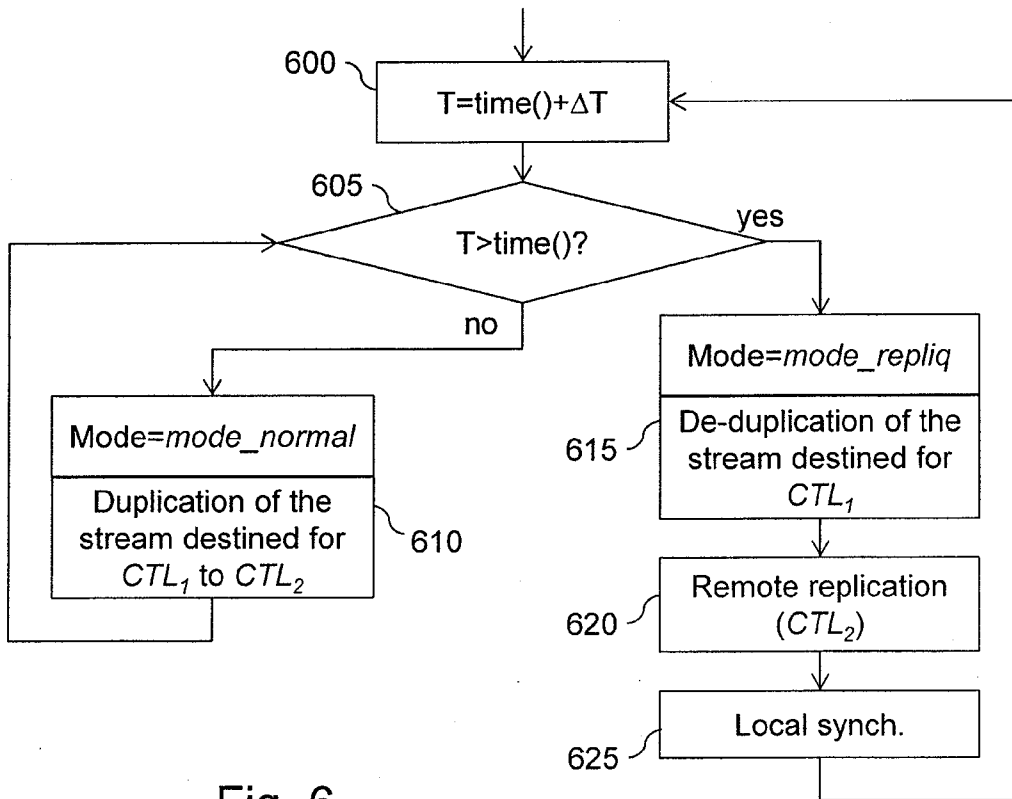 600
T=time()+ΔT
605
T>time()?
yes
no
Mode=mode_normal
Duplication of the
stream destined for
CTL₁ to CTL₂
610
Mode=mode_repliq
De-duplication of the
stream destined for
CTL₁
615
Remote replication
(CTL₂)
620
Local synch.
625
Fig. 6